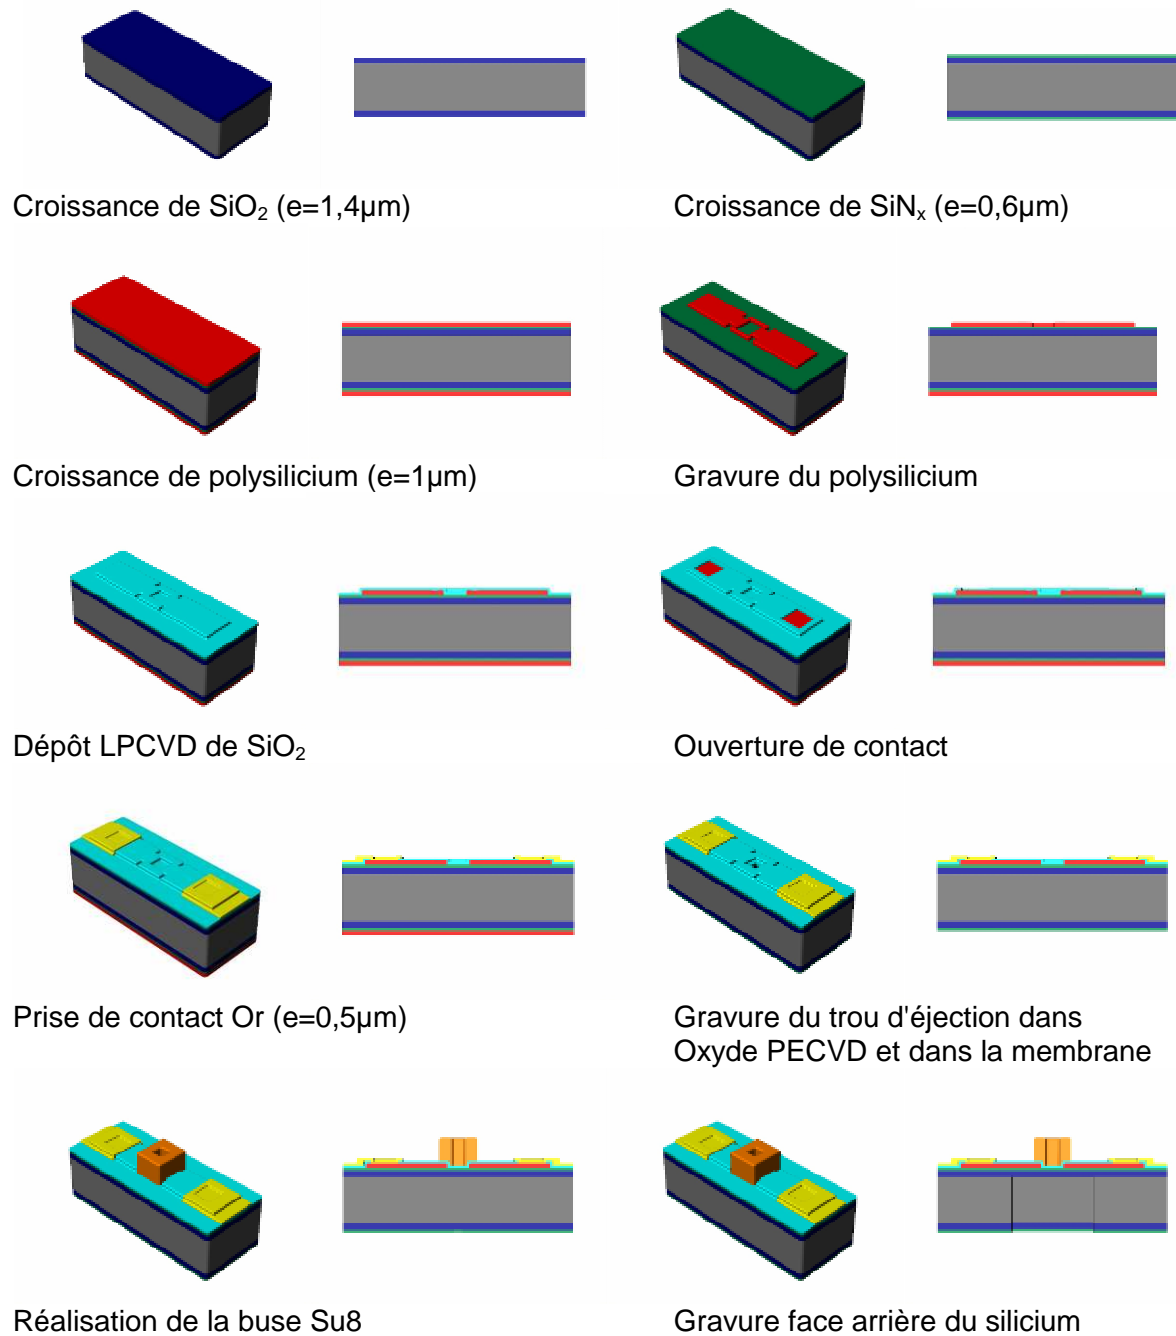 Croissance de SiO₂ (e=1,4µm)
Croissance de SiNₓ (e=0,6µm)
Croissance de polysilicium (e=1µm)
Gravure du polysilicium
Dépôt LPCVD de SiO₂
Ouverture de contact
Prise de contact Or (e=0,5µm)
Gravure du trou d'éjection dans
Oxyde PECVD et dans la membrane
Réalisation de la buse Su8
Gravure face arrière du silicium